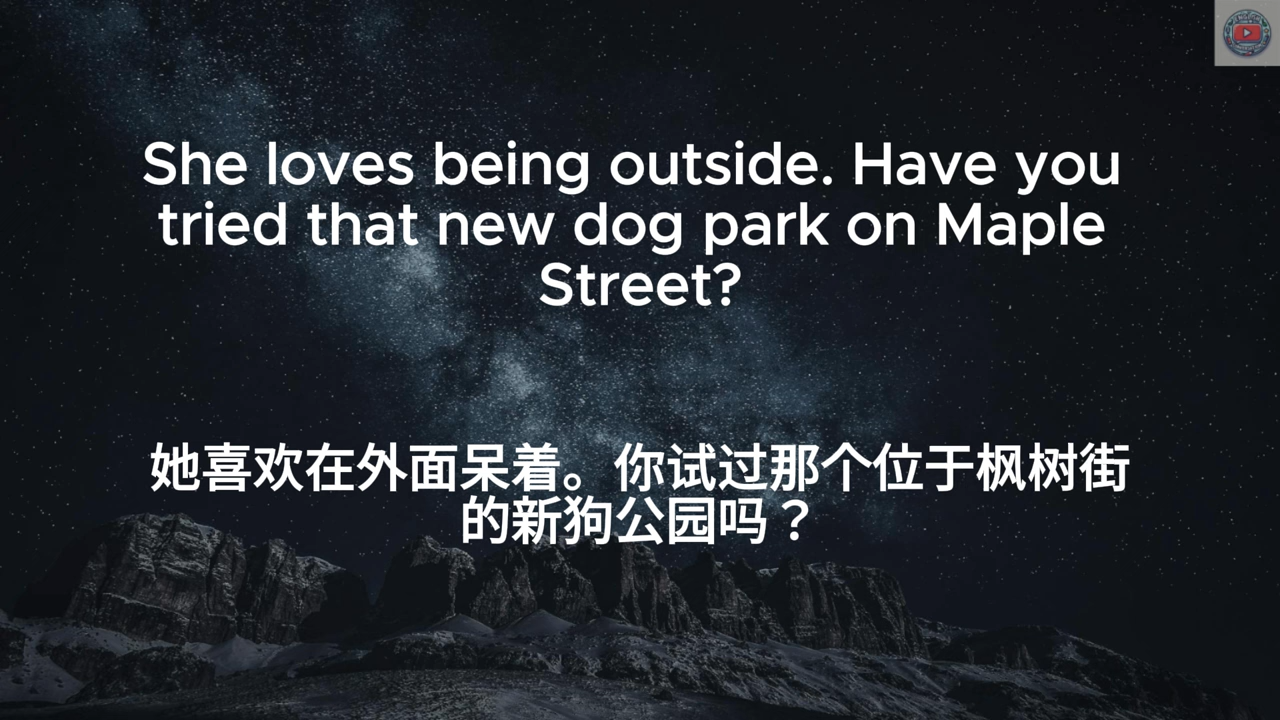 She loves being outside. Have you
tried that new dog park on Maple
Street?
她喜欢在外面呆着。你试过那个位于枫树街
的新狗公园吗？